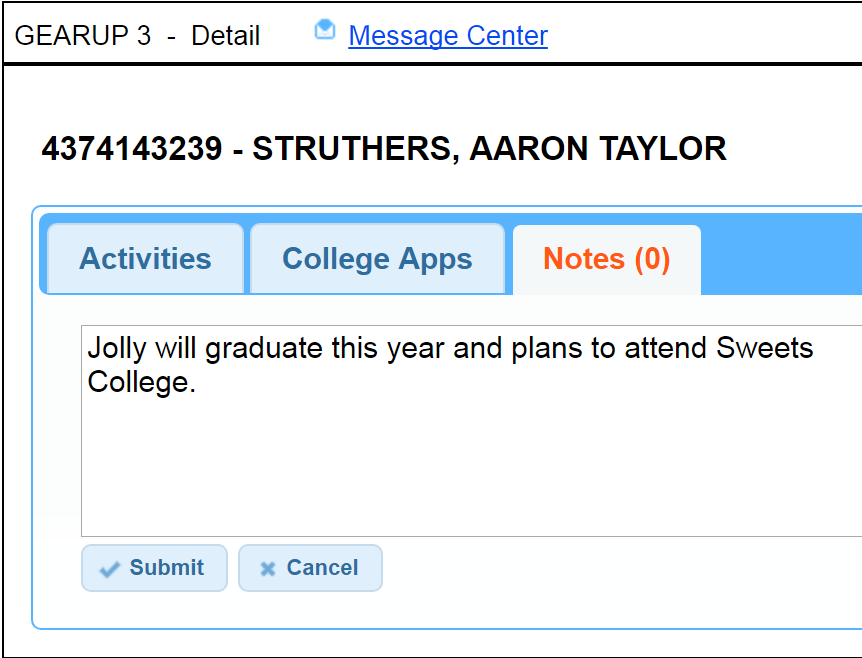 GEARUP 3 - Detail Message Center
4374143239 - STRUTHERS, AARON TAYLOR
Activities College Apps Notes (0)
Jolly will graduate this year and plans to attend Sweets
College.
Submit Cancel